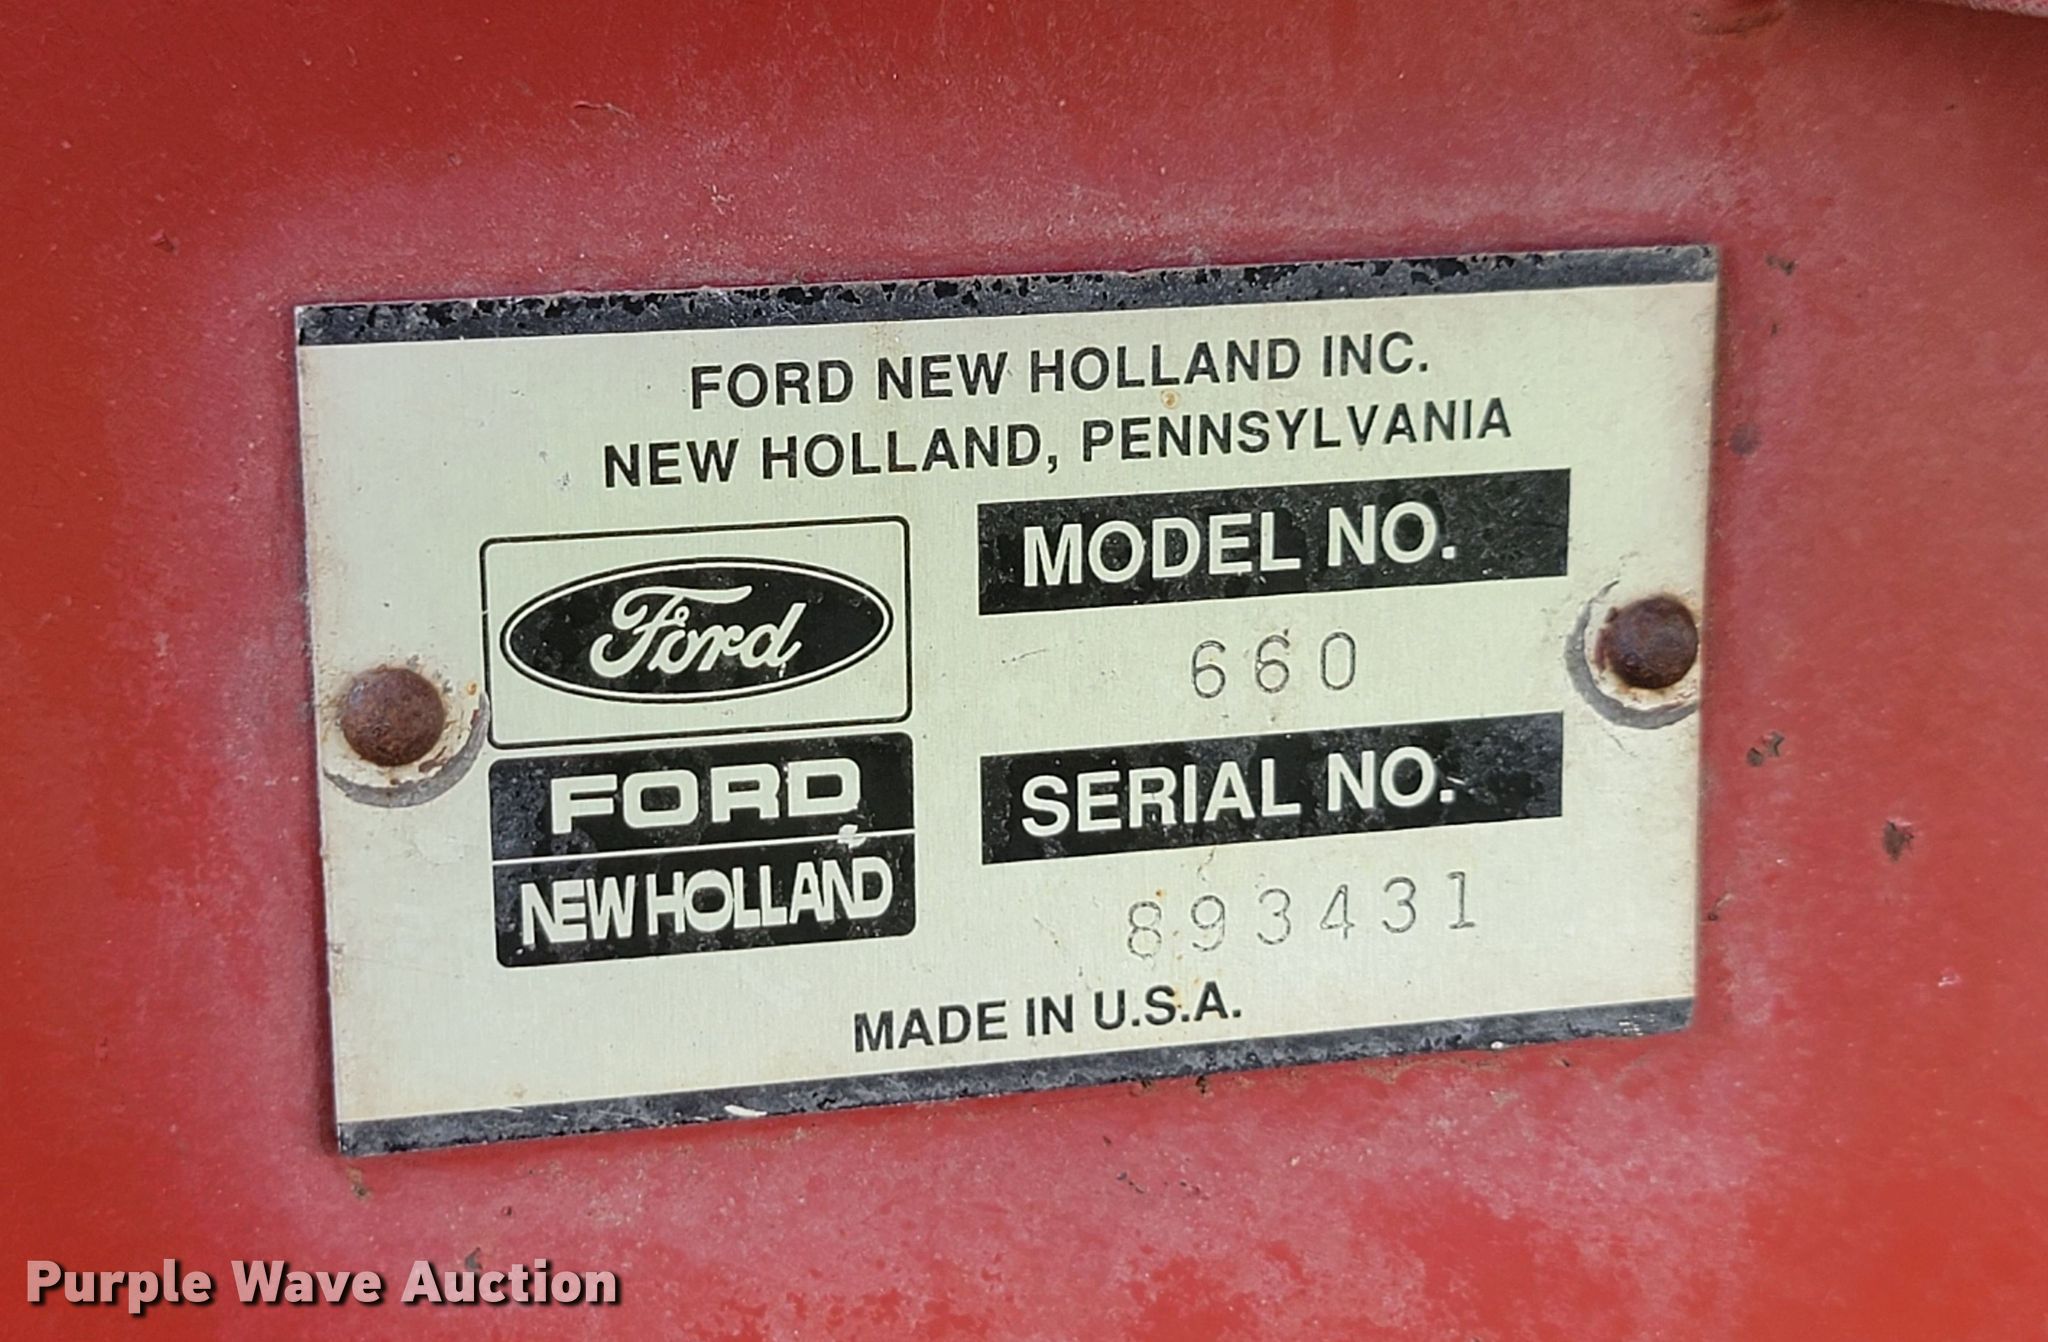 FORD NEW HOLLAND INC.
NEW HOLLAND, PENNSYLVANIA
Ford
FORD
NEW HOLLAND
MODEL NO.
660
SERIAL NO.
893431
MADE IN U.S.A.
Purple Wave Auction